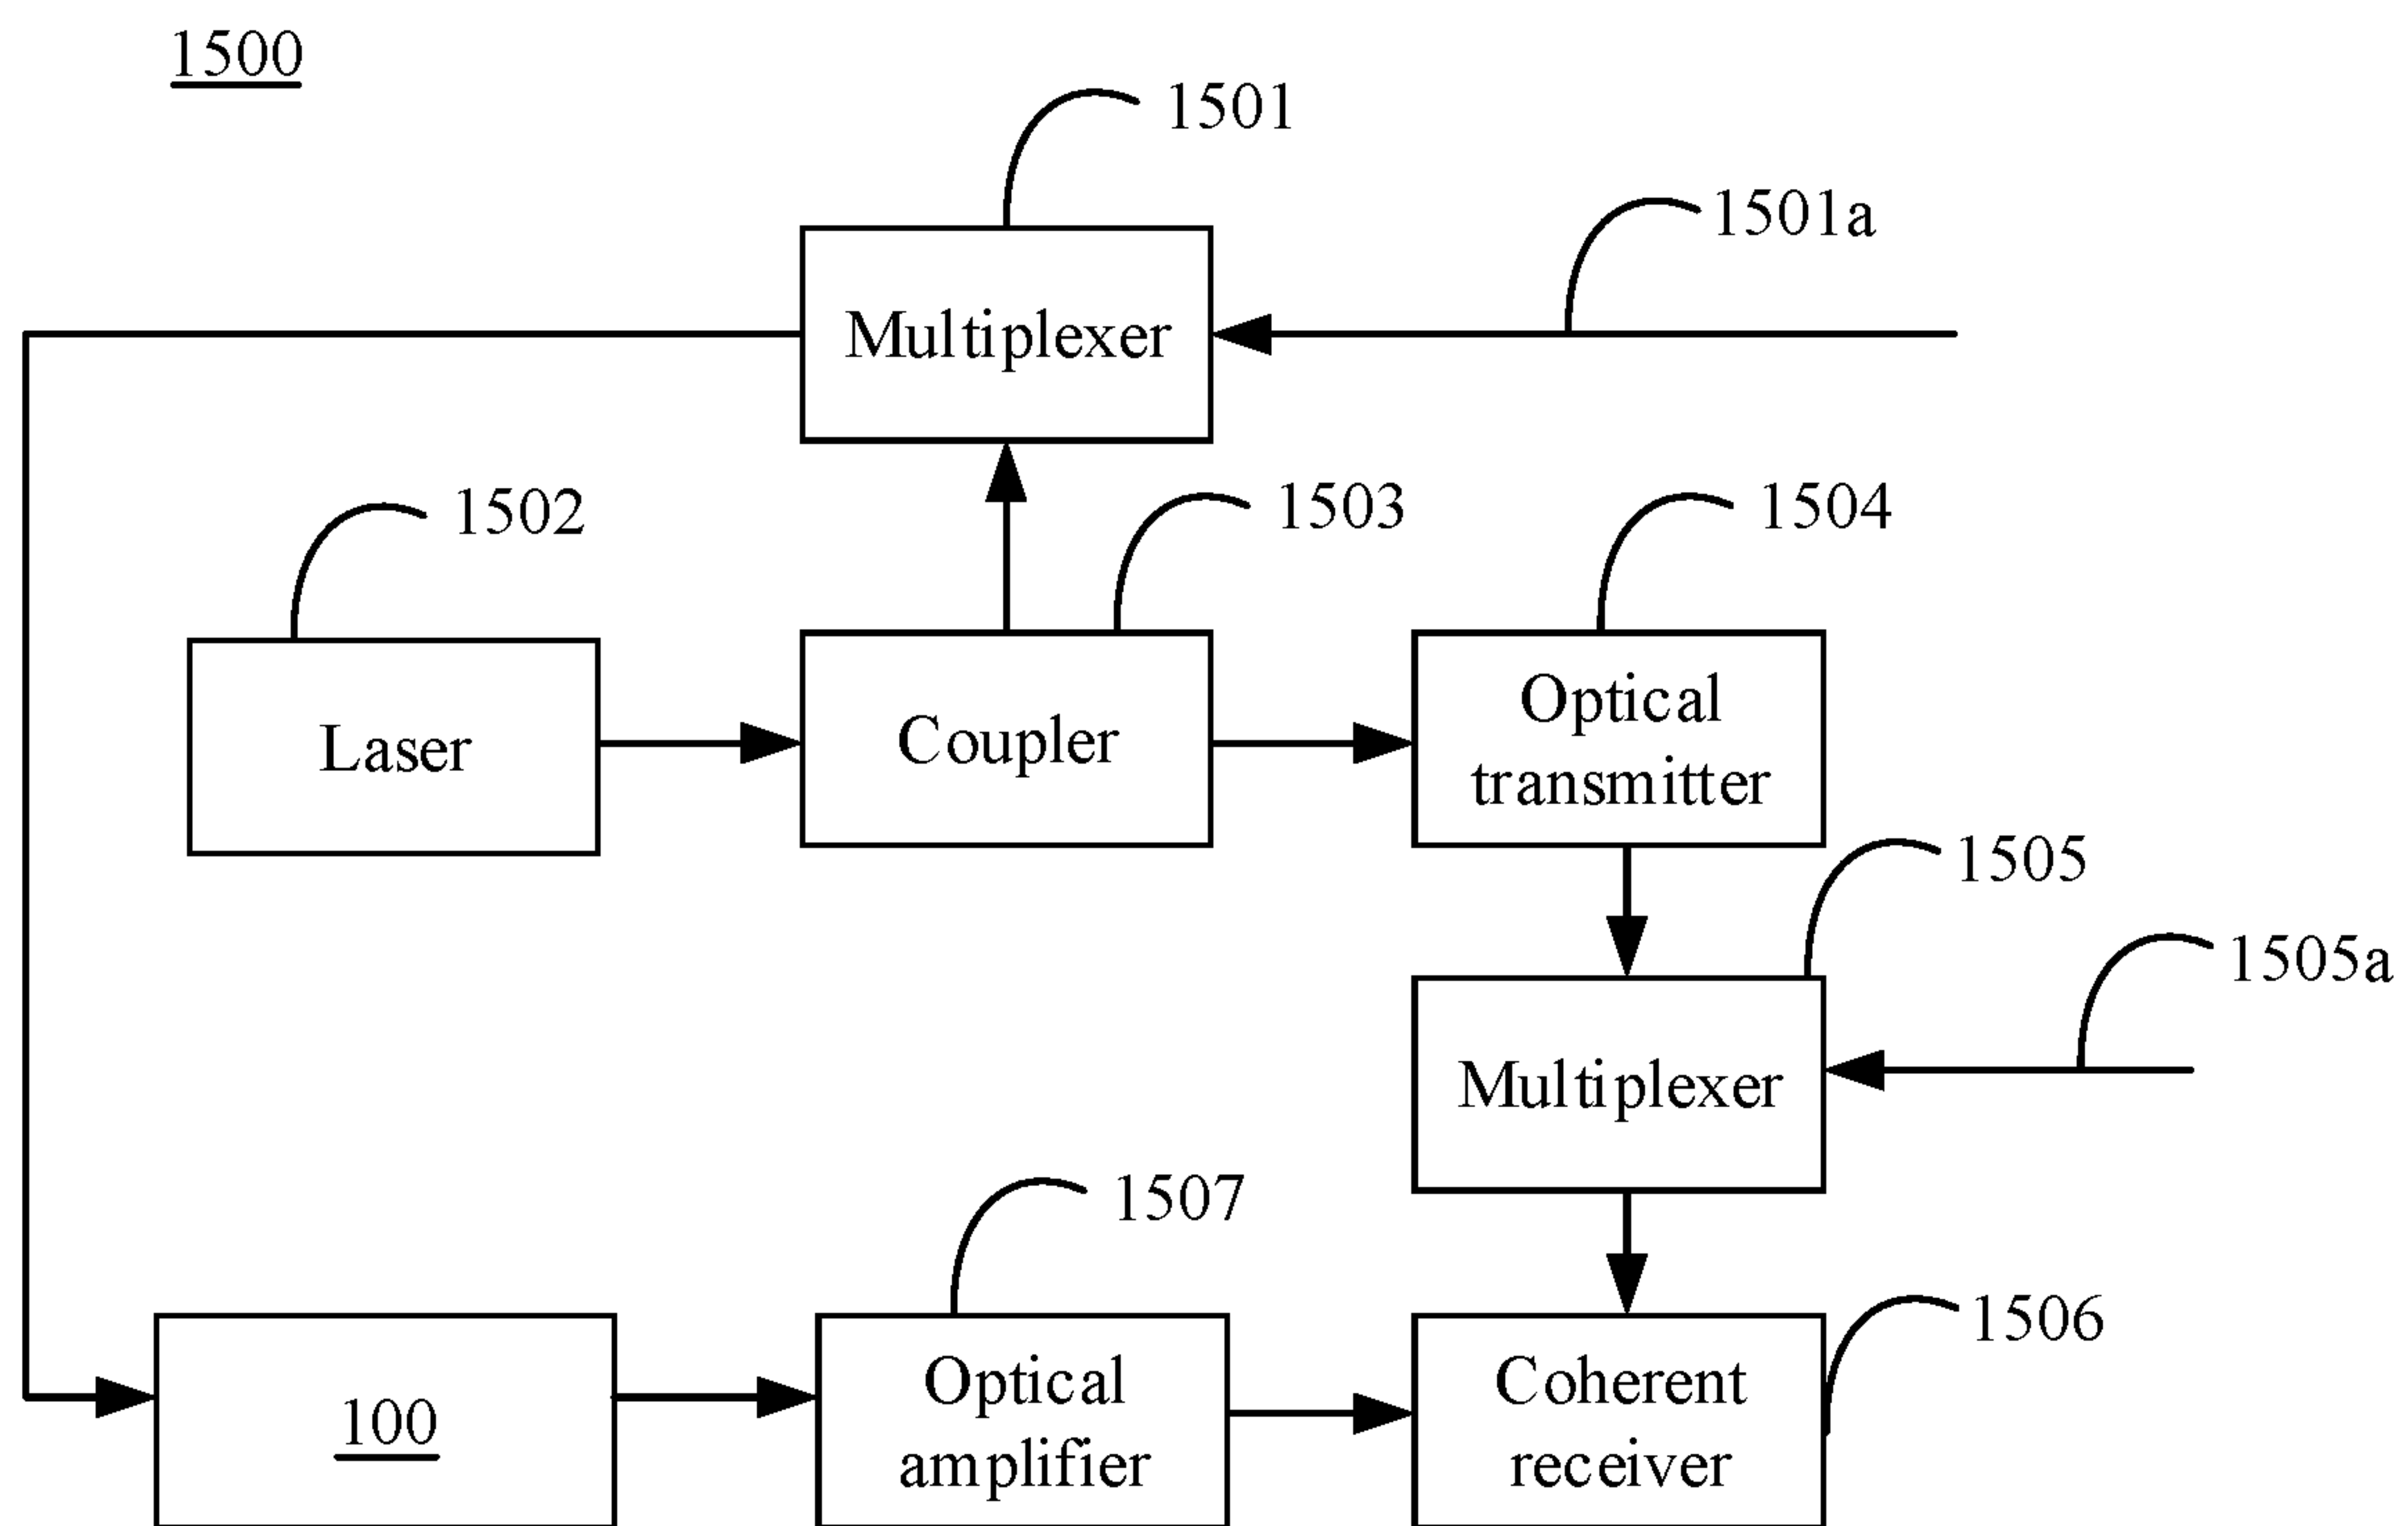 1500
1501
1501a
Multiplexer
1502
1503
1504
Laser
Coupler
Optical
transmitter
1505
1505a
Multiplexer
1507
1506
100
Optical
amplifier
Coherent
receiver